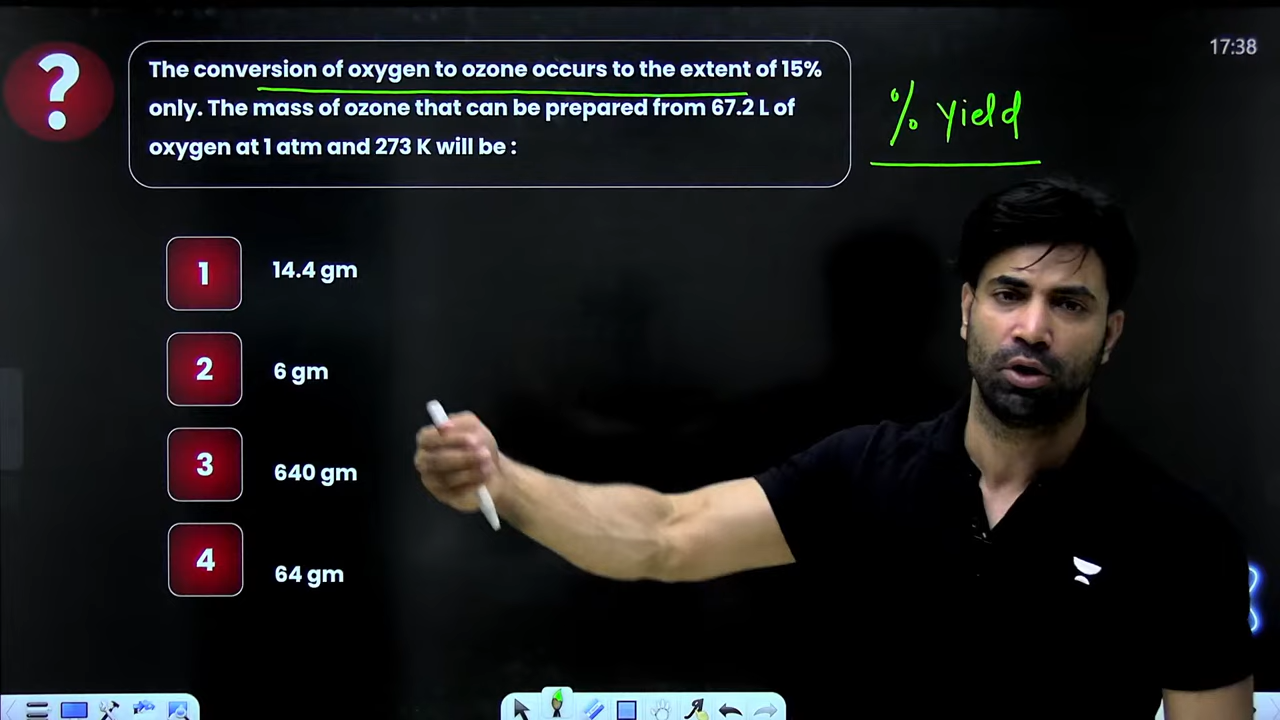 17:38
?
The conversion of oxygen to ozone occurs to the extent of 15%
only. The mass of ozone that can be prepared from 67.2 L of
oxygen at 1 atm and 273 K will be :
% Yield
1 14.4 gm
2 6 gm
3 640 gm
4 64 gm